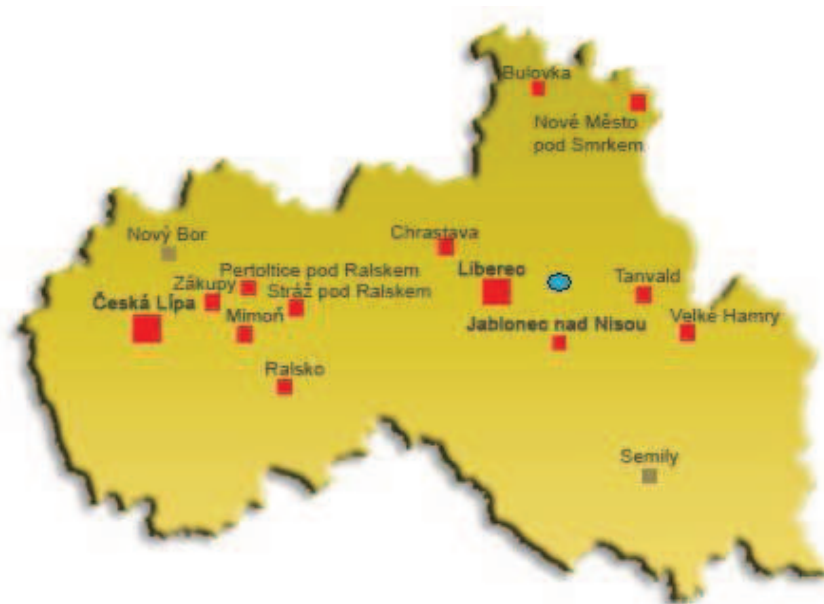 Bulovka
Nové Město
pod Smrkem
Chrastava
Nový Bor
Pertoltice pod Ralskem
Liberec
Tanvald
Zákupy
Stráž pod Ralskem
Česká Lípa
Mimoň
Jablonec nad Nisou
Velké Hamry
Ralsko
Semily